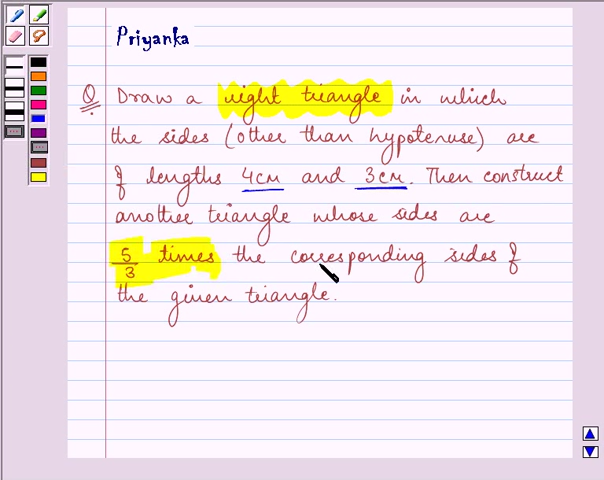 Priyanka
Q Draw a right triangle in which
the sides (other than hypotenuse) are
of lengths 4cm and 3cm. Then construct
another triangle whose sides are
5/3 times the corresponding sides of
the given triangle.